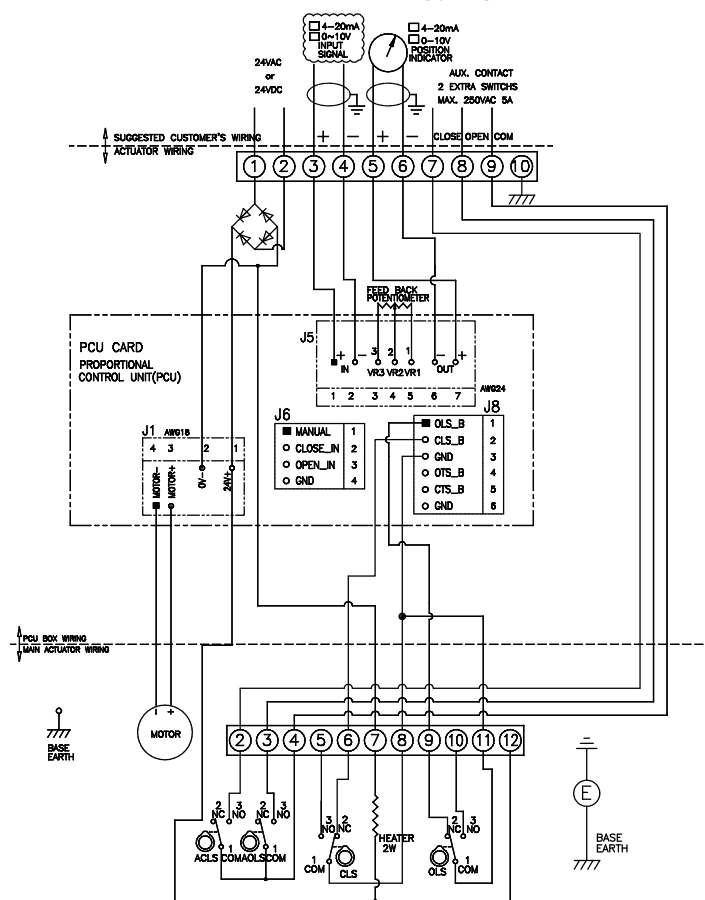 4-20mA
0~10V
INPUT
SIGNAL
4-20mA
0-10V
POSITION
INDICATOR
24VAC
or
24VDC
AUX. CONTACT
2 EXTRA SWITCHS
MAX. 250VAC 5A
SUGGESTED CUSTOMER'S WIRING
ACTUATOR WIRING
+ - + - CLOSE OPEN COM
1 2 3 4 5 6 7 8 9 10
FEED BACK
POTENTIOMETER
PCU CARD
PROPORTIONAL
CONTROL UNIT(PCU)
J5
+ - 3 2 1 - +
IN VR3 VR2 VR1 OUT
1 2 3 4 5 6 7
AWG24
J6
MANUAL 1
CLOSE_IN 2
OPEN_IN 3
GND 4
J8
OLS_B 1
CLS_B 2
GND 3
OTS_B 4
CTS_B 5
GND 6
J1 AWG18
4 3 2 1
MOTOR- MOTOR+ 0V- 24V+
PCU BOX WIRING
MAIN ACTUATOR WIRING
- +
MOTOR
BASE
EARTH
2 3 4 5 6 7 8 9 10 11 12
2 NC 3 NO 2 NC 3 NO
1 1
ACLS COM AOLS COM
3 NO 2 NC
1 COM
CLS
HEATER
2W
2 NC 3 NO
1 COM
OLS
E
BASE
EARTH